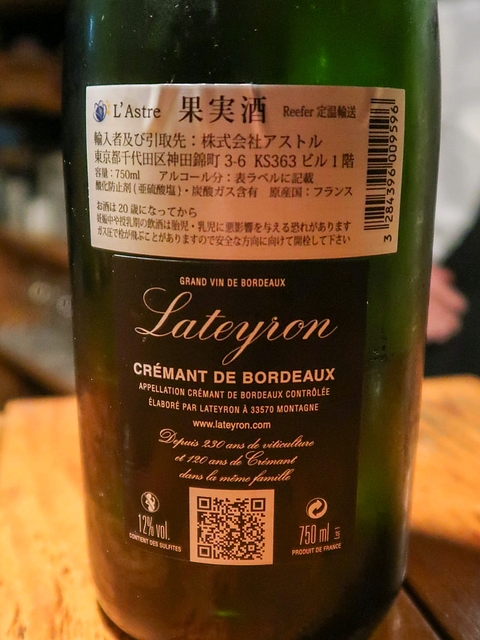 L'Astre 果実酒 Reefer 定温輸送
輸入者及び引取先：株式会社アストル
東京都千代田区神田錦町 3-6 KS363 ビル 1 階
容量：750ml アルコール分：表ラベルに記載
酸化防止剤 ( 亜硫酸塩 )・炭酸ガス含有 原産国：フランス
お酒は 20 歳になってから
妊娠中や授乳期の飲酒は胎児・乳児に悪影響を与える恐れがあります
ガス圧で栓が飛ぶことがありますので安全な方向に向けて開栓して下さい
3 284396 009596
GRAND VIN DE BORDEAUX
Lateyron
CRÉMANT DE BORDEAUX
APPELLATION CRÉMANT DE BORDEAUX CONTRÔLÉE
ÉLABORÉ PAR LATEYRON À 33570 MONTAGNE
www.lateyron.com
Depuis 230 ans de viticulture
et 120 ans de Crémant
dans la même famille
12% vol.
CONTIENT DES SULFITES
750 ml
PRODUIT DE FRANCE